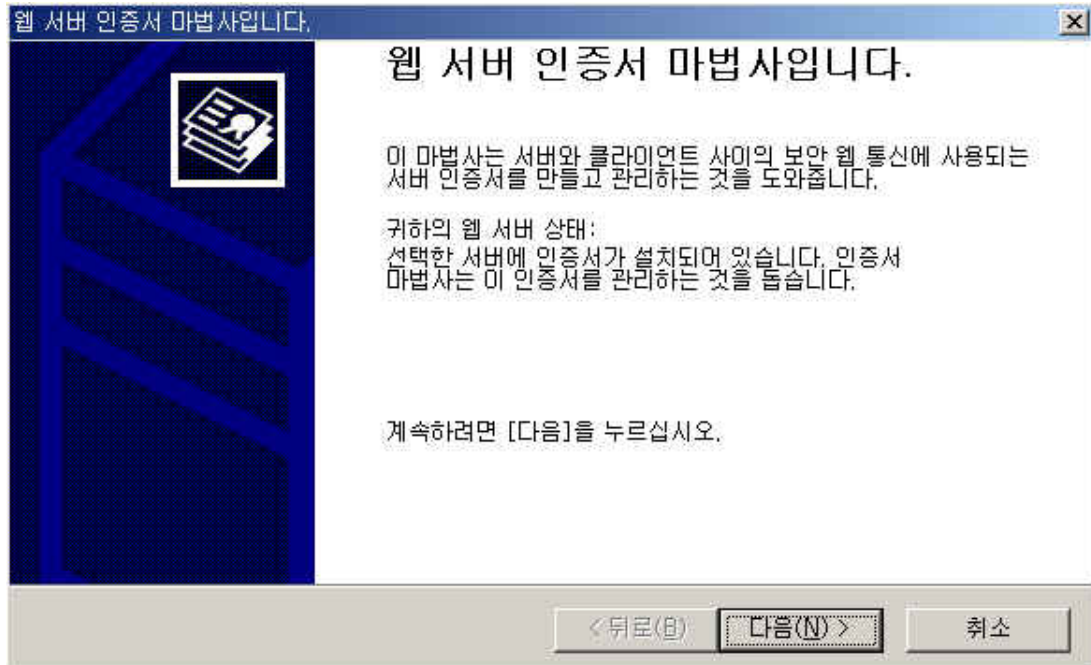 웹 서버 인증서 마법사입니다.
웹 서버 인증서 마법사입니다.
이 마법사는 서버와 클라이언트 사이의 보안 웹 통신에 사용되는
서버 인증서를 만들고 관리하는 것을 도와줍니다.
귀하의 웹 서버 상태:
선택한 서버에 인증서가 설치되어 있습니다. 인증서
마법사는 이 인증서를 관리하는 것을 돕습니다.
계속하려면 [다음]을 누르십시오.
< 뒤로(B) 다음(N) > 취소